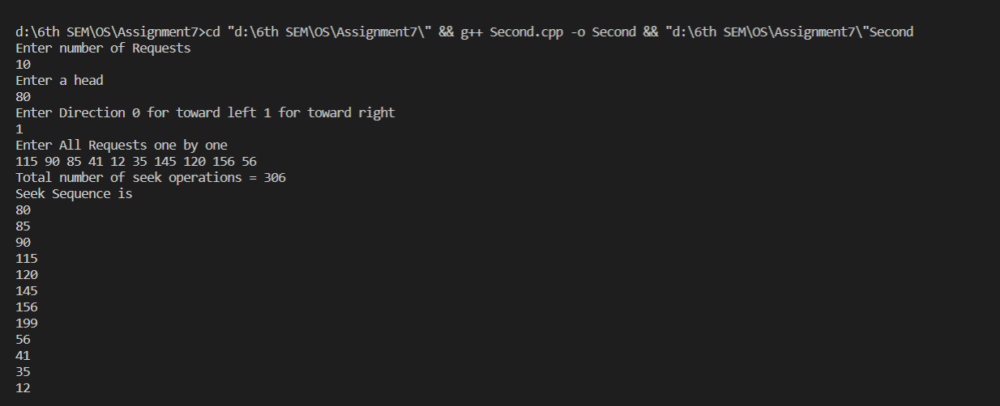 d:\6th SEM\OS\Assignment7>cd "d:\6th SEM\OS\Assignment7\" && g++ Second.cpp -o Second && "d:\6th SEM\OS\Assignment7\"Second
Enter number of Requests
10
Enter a head
80
Enter Direction 0 for toward left 1 for toward right
1
Enter All Requests one by one
115 90 85 41 12 35 145 120 156 56
Total number of seek operations = 306
Seek Sequence is
80
85
90
115
120
145
156
199
56
41
35
12